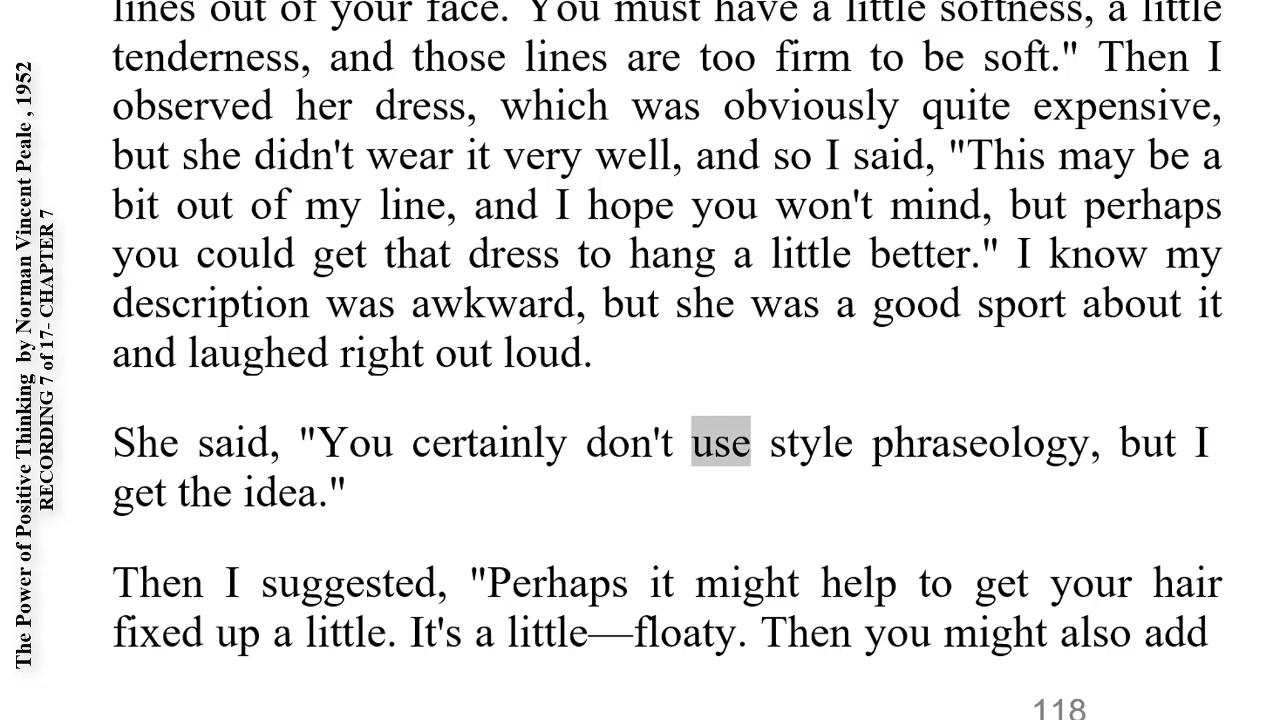 The Power of Positive Thinking by Norman Vincent Peale , 1952
RECORDING 7 of 17- CHAPTER 7
lines out of your face. You must have a little softness, a little
tenderness, and those lines are too firm to be soft." Then I
observed her dress, which was obviously quite expensive,
but she didn't wear it very well, and so I said, "This may be a
bit out of my line, and I hope you won't mind, but perhaps
you could get that dress to hang a little better." I know my
description was awkward, but she was a good sport about it
and laughed right out loud.
She said, "You certainly don't use style phraseology, but I
get the idea."
Then I suggested, "Perhaps it might help to get your hair
fixed up a little. It's a little—floaty. Then you might also add
118